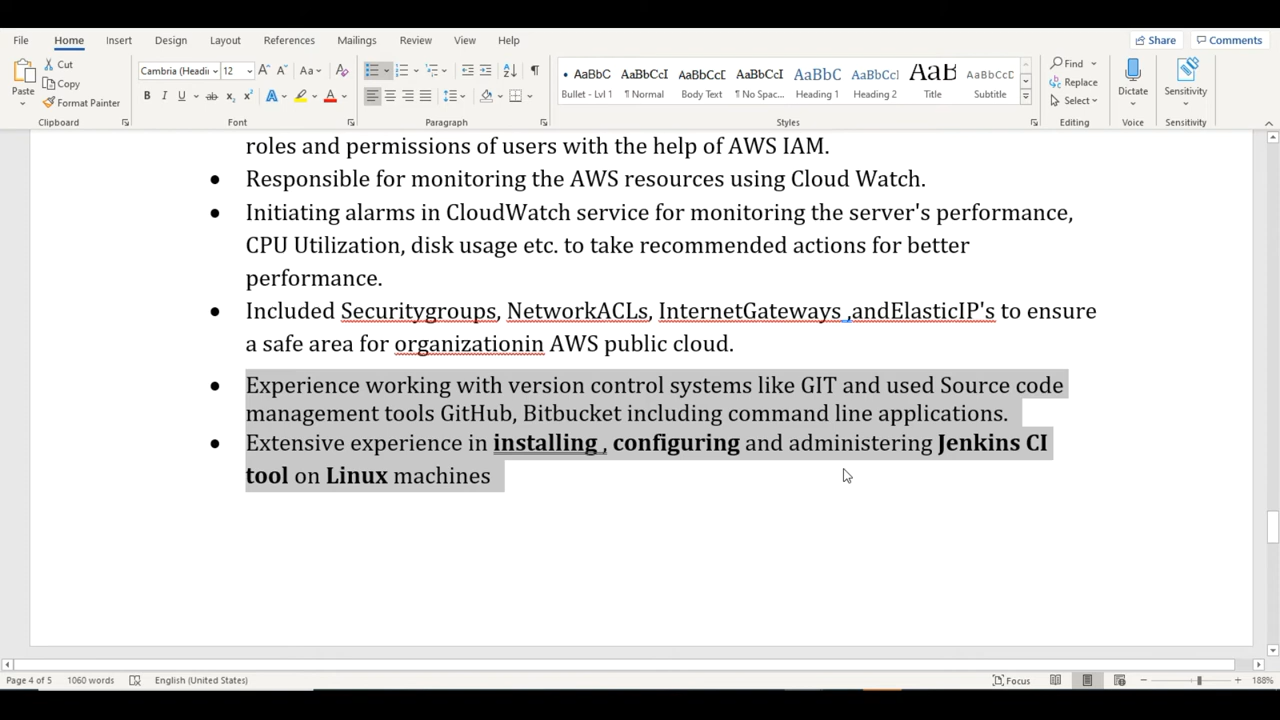 File Home Insert Design Layout References Mailings Review View Help Share Comments
Paste Cut Copy Format Painter
Cambria (Headi 12
Find Replace Select
Dictate Sensitivity
AaBbC AaBbCcI AaBbCc AaBbCcI AaBbC AaBbCcI AaB AaBbCcD
Bullet - Lvl 1 ¶ Normal Body Text ¶ No Spac... Heading 1 Heading 2 Title Subtitle
Clipboard Font Paragraph Styles Editing Voice Sensitivity
roles and permissions of users with the help of AWS IAM.
• Responsible for monitoring the AWS resources using Cloud Watch.
• Initiating alarms in CloudWatch service for monitoring the server's performance,
CPU Utilization, disk usage etc. to take recommended actions for better
performance.
• Included Securitygroups, NetworkACLs, InternetGateways ,andElasticIP's to ensure
a safe area for organizationin AWS public cloud.
• Experience working with version control systems like GIT and used Source code
management tools GitHub, Bitbucket including command line applications.
• Extensive experience in installing , configuring and administering Jenkins CI
tool on Linux machines
Page 4 of 5 1060 words English (United States) Focus 188%